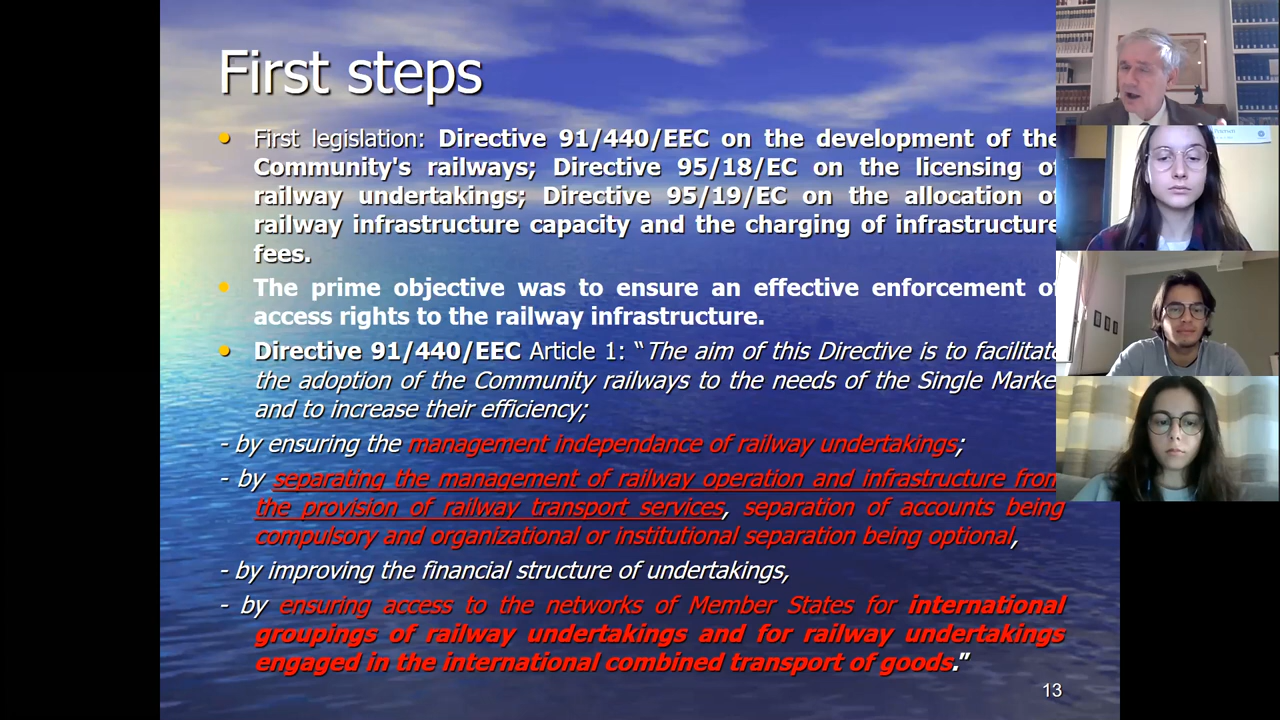 First steps
• First legislation: Directive 91/440/EEC on the development of the
Community's railways; Directive 95/18/EC on the licensing of
railway undertakings; Directive 95/19/EC on the allocation of
railway infrastructure capacity and the charging of infrastructure
fees.
• The prime objective was to ensure an effective enforcement of
access rights to the railway infrastructure.
• Directive 91/440/EEC Article 1: “The aim of this Directive is to facilitate
the adoption of the Community railways to the needs of the Single Marke
and to increase their efficiency;
- by ensuring the management independance of railway undertakings;
- by separating the management of railway operation and infrastructure from
the provision of railway transport services, separation of accounts being
compulsory and organizational or institutional separation being optional,
- by improving the financial structure of undertakings,
- by ensuring access to the networks of Member States for international
groupings of railway undertakings and for railway undertakings
engaged in the international combined transport of goods.”
13